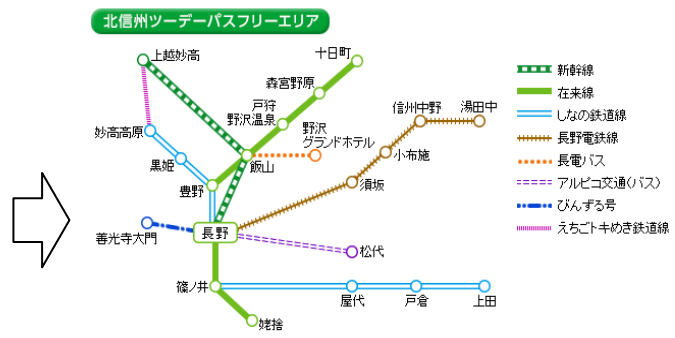 北信州ツーデーパスフリーエリア
上越妙高
十日町
森宮野原
戸狩
野沢温泉
信州中野
湯田中
妙高高原
野沢
グランドホテル
小布施
黒姫
飯山
豊野
須坂
善光寺大門
長野
松代
篠ノ井
屋代
戸倉
上田
姥捨
新幹線
在来線
しなの鉄道線
長野電鉄線
長電バス
アルピコ交通(バス)
びんずる号
えちごトキめき鉄道線